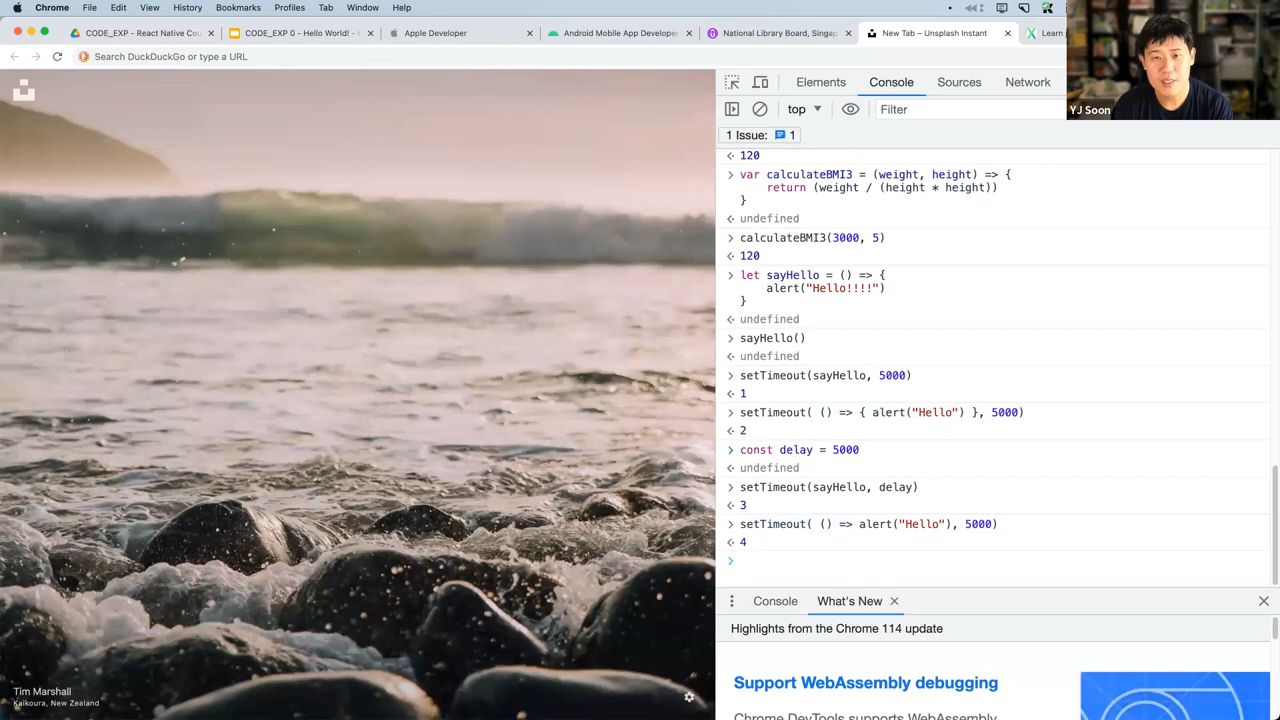 Chrome File Edit View History Bookmarks Profiles Tab Window Help
CODE_EXP - React Native Cou
CODE_EXP 0 - Hello World! -
Apple Developer
Android Mobile App Developer
National Library Board, Singap
New Tab – Unsplash Instant
Learn j
Search DuckDuckGo or type a URL
YJ Soon
Elements Console Sources Network
top Filter
1 Issue: 1
120
var calculateBMI3 = (weight, height) => {
return (weight / (height * height))
}
undefined
calculateBMI3(3000, 5)
120
let sayHello = () => {
alert("Hello!!!!")
}
undefined
sayHello()
undefined
setTimeout(sayHello, 5000)
1
setTimeout( () => { alert("Hello") }, 5000)
2
const delay = 5000
undefined
setTimeout(sayHello, delay)
3
setTimeout( () => alert("Hello"), 5000)
4
Console What's New
Highlights from the Chrome 114 update
Support WebAssembly debugging
Chrome DevTools supports WebAssembly
Tim Marshall
Kaikoura, New Zealand